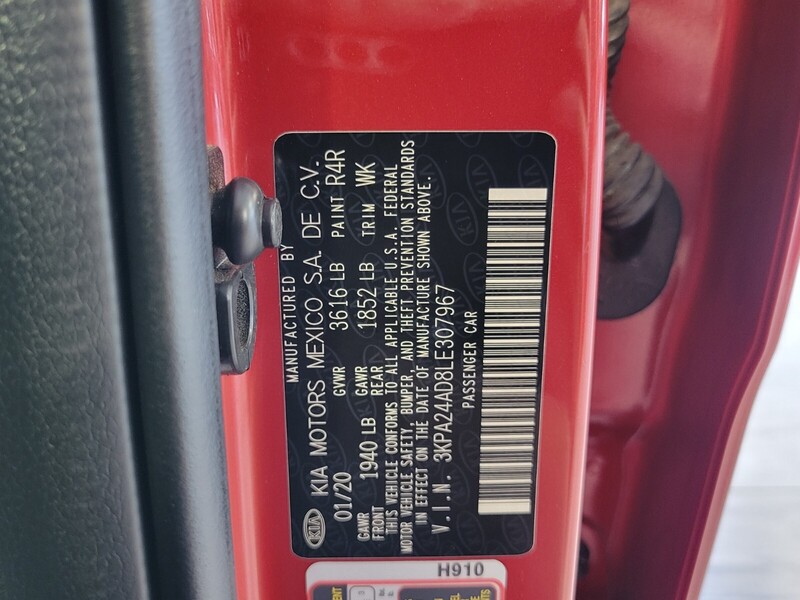 MANUFACTURED BY
KIA KIA MOTORS MEXICO S.A. DE C.V.
01/20 GVWR 3616 LB PAINT R4R
GAWR FRONT 1940 LB GAWR REAR 1852 LB TRIM WK
THIS VEHICLE CONFORMS TO ALL APPLICABLE U.S.A. FEDERAL
MOTOR VEHICLE SAFETY, BUMPER, AND THEFT PREVENTION STANDARDS
IN EFFECT ON THE DATE OF MANUFACTURE SHOWN ABOVE.
V.I.N. 3KPA24AD8LE307967
PASSENGER CAR
H910